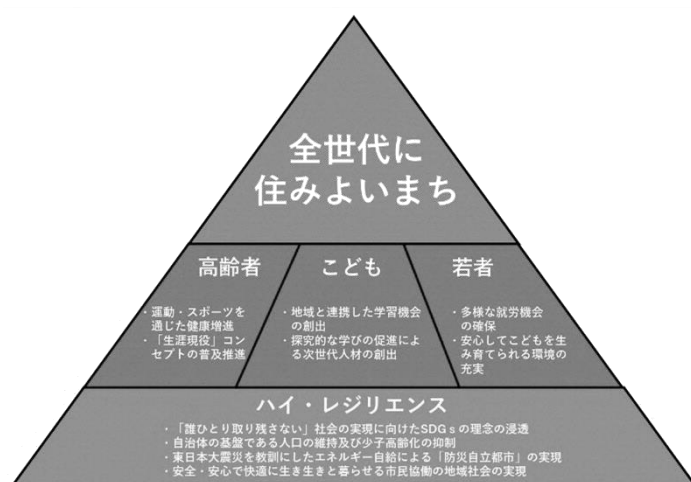 全世代に
住みよいまち
高齢者
・運動・スポーツを
通じた健康増進
・「生涯現役」コン
セプトの普及推進
こども
・地域と連携した学習機会
の創出
・探究的な学びの促進によ
る次世代人材の創出
若者
・多様な就労機会
の確保
・安心してこどもを生
み育てられる環境の
充実
ハイ・レジリエンス
・「誰ひとり取り残さない」社会の実現に向けたSDGｓの理念の浸透
・自治体の基盤である人口の維持及び少子高齢化の抑制
・東日本大震災を教訓にしたエネルギー自給による「防災自立都市」の実現
・安全・安心で快適に生き生きと暮らせる市民協働の地域社会の実現